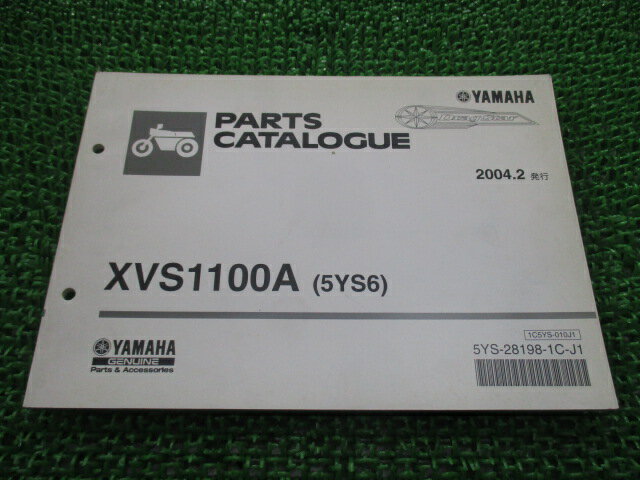 YAMAHA
DragStar
PARTS
CATALOGUE
2004.2 発行
XVS1100A (5YS6)
YAMAHA
GENUINE
Parts & Accessories
1C5YS-010J1
5YS-28198-1C-J1